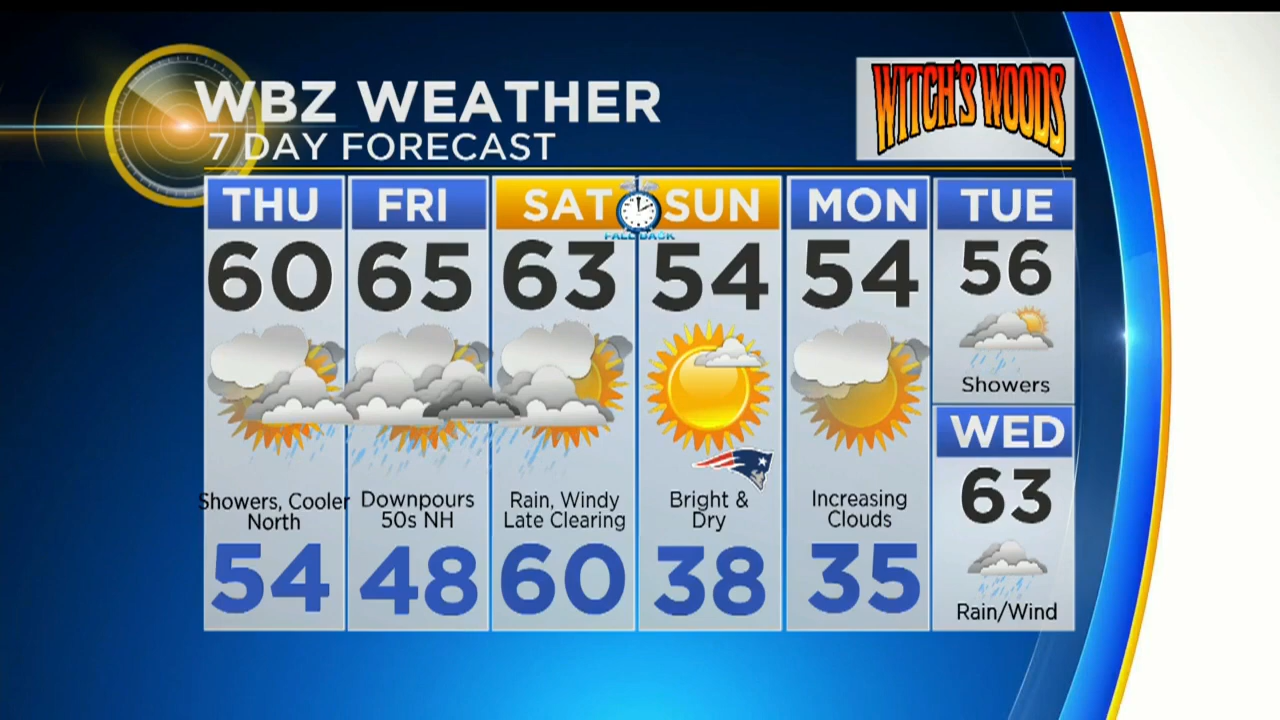 WBZ WEATHER
7 DAY FORECAST
WITCH'S WOODS
THU
60
Showers, Cooler
North
54
FRI
65
Downpours
50s NH
48
SAT
63
Rain, Windy
Late Clearing
60
FALL BACK
SUN
54
Bright &
Dry
38
MON
54
Increasing
Clouds
35
TUE
56
Showers
WED
63
Rain/Wind